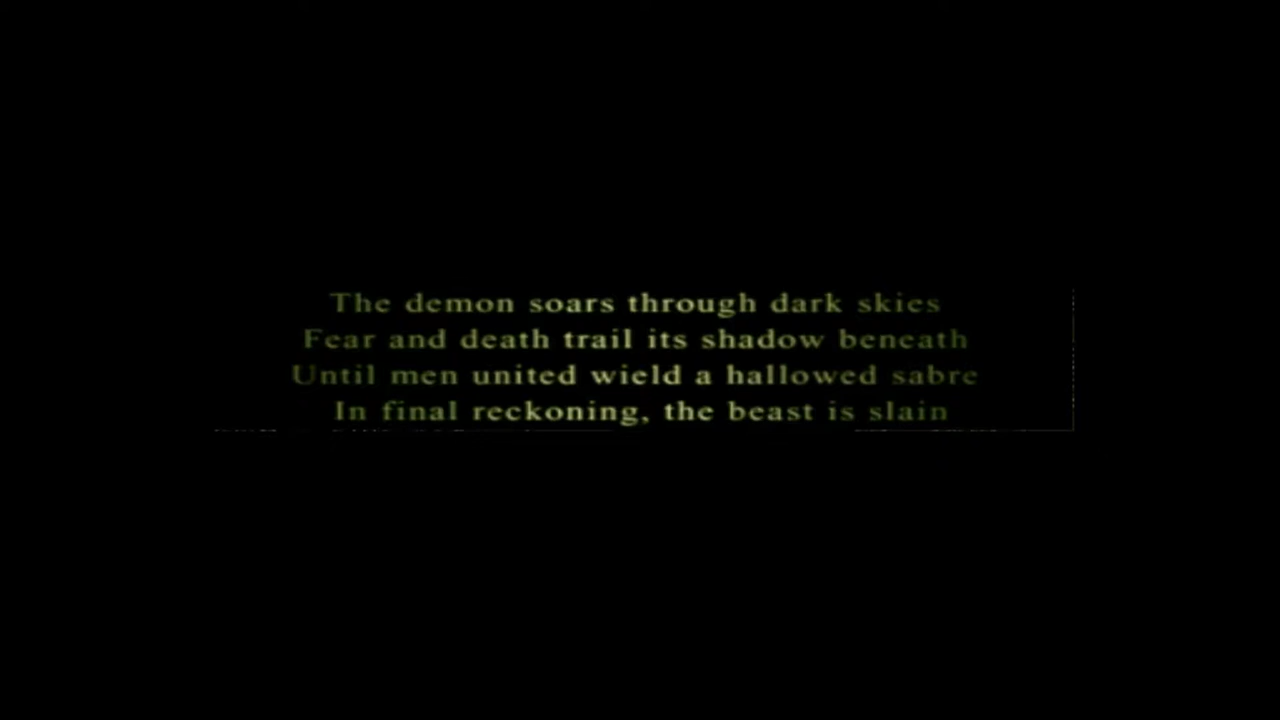 The demon soars through dark skies
Fear and death trail its shadow beneath
Until men united wield a hallowed sabre
In final reckoning, the beast is slain